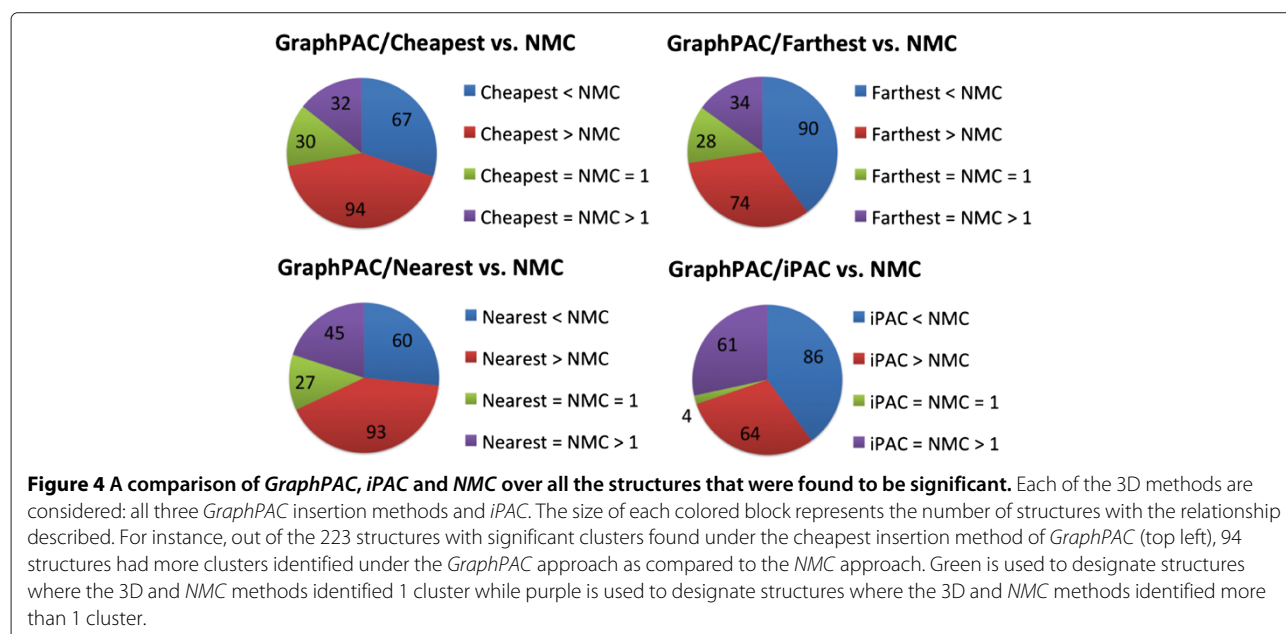 GraphPAC/Cheapest vs. NMC
32
67
30
94
Cheapest < NMC
Cheapest > NMC
Cheapest = NMC = 1
Cheapest = NMC > 1
GraphPAC/Farthest vs. NMC
34
90
28
74
Farthest < NMC
Farthest > NMC
Farthest = NMC = 1
Farthest = NMC > 1
GraphPAC/Nearest vs. NMC
45
60
27
93
Nearest < NMC
Nearest > NMC
Nearest = NMC = 1
Nearest = NMC > 1
GraphPAC/iPAC vs. NMC
61
86
4
64
iPAC < NMC
iPAC > NMC
iPAC = NMC = 1
iPAC = NMC > 1
Figure 4 A comparison of GraphPAC, iPAC and NMC over all the structures that were found to be significant. Each of the 3D methods are
considered: all three GraphPAC insertion methods and iPAC. The size of each colored block represents the number of structures with the relationship
described. For instance, out of the 223 structures with significant clusters found under the cheapest insertion method of GraphPAC (top left), 94
structures had more clusters identified under the GraphPAC approach as compared to the NMC approach. Green is used to designate structures
where the 3D and NMC methods identified 1 cluster while purple is used to designate structures where the 3D and NMC methods identified more
than 1 cluster.